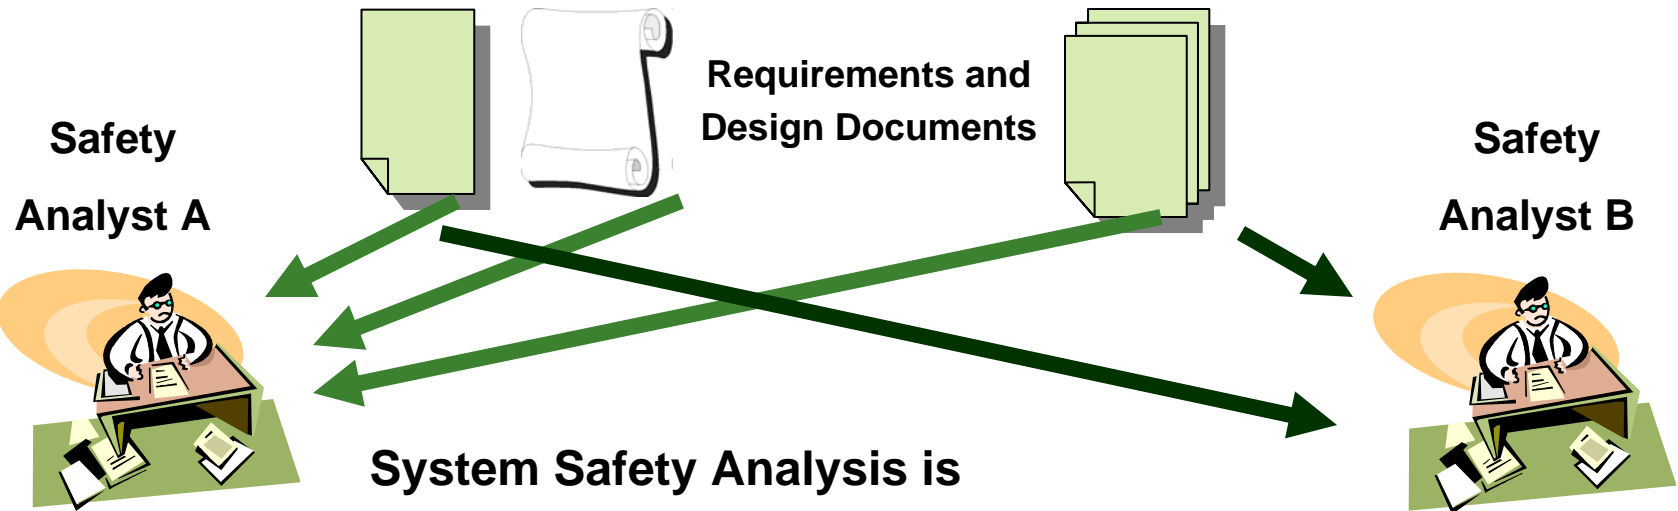 Requirements and
Design Documents
Safety
Analyst A
Safety
Analyst B
System Safety Analysis is